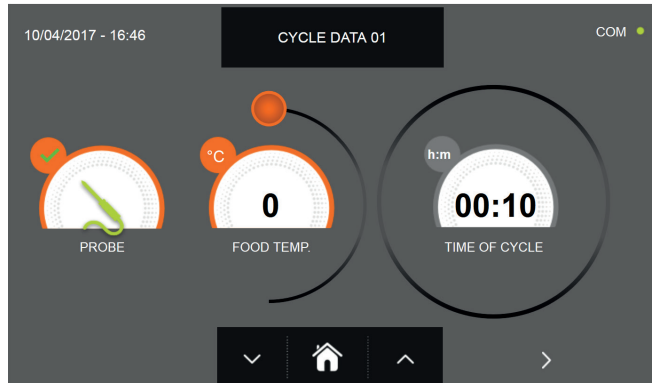 10/04/2017 - 16:46
CYCLE DATA 01
COM
°C
h:m
0
00:10
PROBE
FOOD TEMP.
TIME OF CYCLE